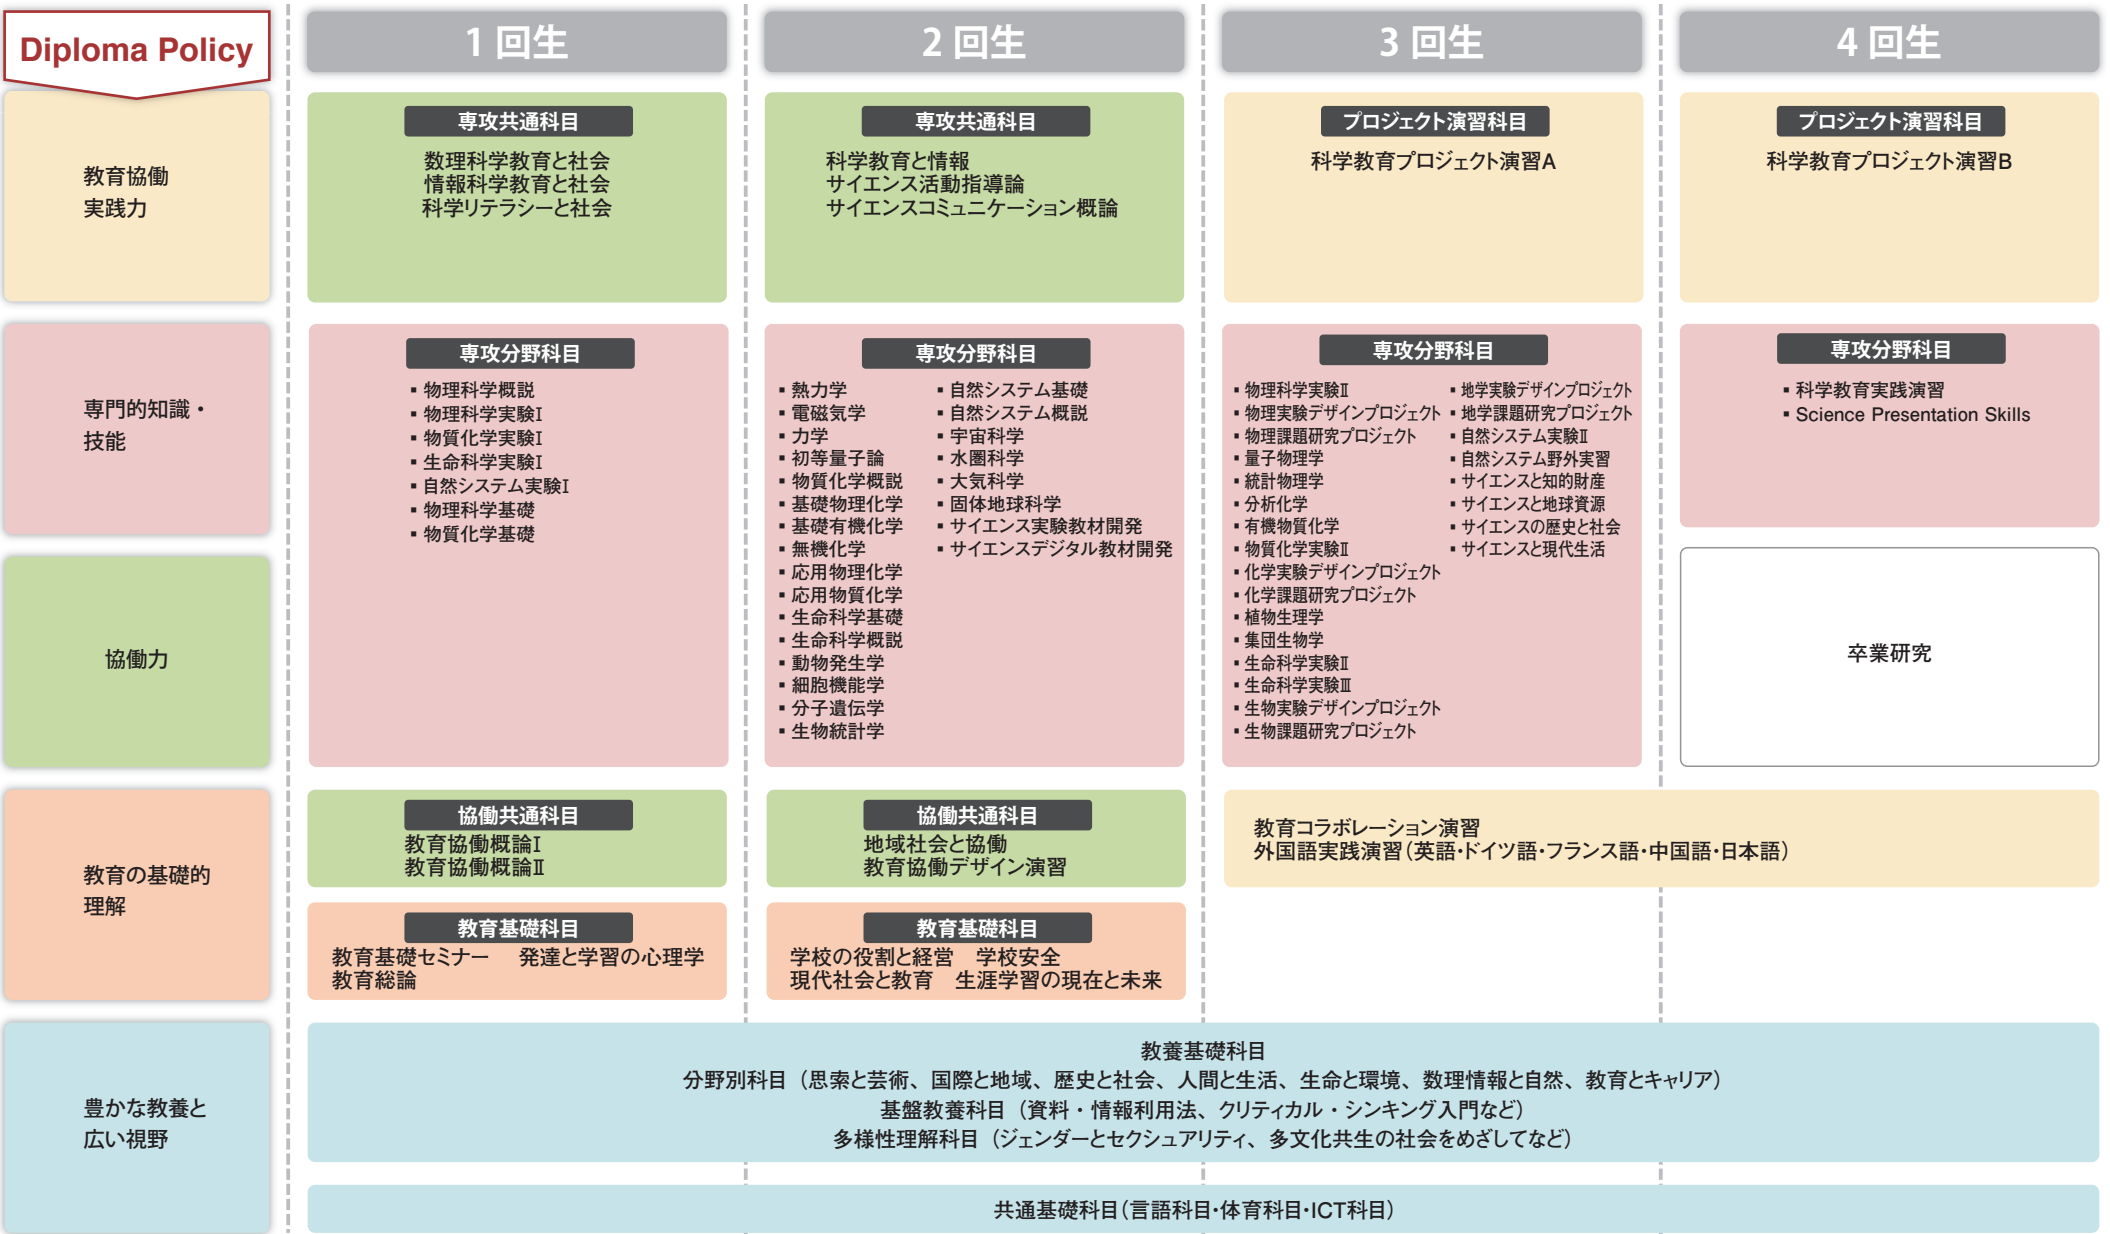 Diploma Policy
1 回生
2 回生
3 回生
4 回生
教育協働
実践力
専攻共通科目
数理科学教育と社会
情報科学教育と社会
科学リテラシーと社会
専攻共通科目
科学教育と情報
サイエンス活動指導論
サイエンスコミュニケーション概論
プロジェクト演習科目
科学教育プロジェクト演習A
プロジェクト演習科目
科学教育プロジェクト演習B
専門的知識・
技能
専攻分野科目
▪ 物理科学概説
▪ 物理科学実験Ⅰ
▪ 物質化学実験Ⅰ
▪ 生命科学実験Ⅰ
▪ 自然システム実験Ⅰ
▪ 物理科学基礎
▪ 物質化学基礎
専攻分野科目
▪ 熱力学
▪ 電磁気学
▪ 力学
▪ 初等量子論
▪ 物質化学概説
▪ 基礎物理化学
▪ 基礎有機化学
▪ 無機化学
▪ 応用物理化学
▪ 応用物質化学
▪ 生命科学基礎
▪ 生命科学概説
▪ 動物発生学
▪ 細胞機能学
▪ 分子遺伝学
▪ 生物統計学
▪ 自然システム基礎
▪ 自然システム概説
▪ 宇宙科学
▪ 水圏科学
▪ 大気科学
▪ 固体地球科学
▪ サイエンス実験教材開発
▪ サイエンスデジタル教材開発
専攻分野科目
▪ 物理科学実験Ⅱ
▪ 物理実験デザインプロジェクト
▪ 物理課題研究プロジェクト
▪ 量子物理学
▪ 統計物理学
▪ 分析化学
▪ 有機物質化学
▪ 物質化学実験Ⅱ
▪ 化学実験デザインプロジェクト
▪ 化学課題研究プロジェクト
▪ 植物生理学
▪ 集団生物学
▪ 生命科学実験Ⅱ
▪ 生命科学実験Ⅲ
▪ 生物実験デザインプロジェクト
▪ 生物課題研究プロジェクト
▪ 地学実験デザインプロジェクト
▪ 地学課題研究プロジェクト
▪ 自然システム実験Ⅱ
▪ 自然システム野外実習
▪ サイエンスと知的財産
▪ サイエンスと地球資源
▪ サイエンスの歴史と社会
▪ サイエンスと現代生活
専攻分野科目
▪ 科学教育実践演習
▪ Science Presentation Skills
協働力
卒業研究
教育の基礎的
理解
協働共通科目
教育協働概論Ⅰ
教育協働概論Ⅱ
協働共通科目
地域社会と協働
教育協働デザイン演習
教育コラボレーション演習
外国語実践演習（英語･ドイツ語･フランス語･中国語･日本語）
教育基礎科目
教育基礎セミナー　発達と学習の心理学
教育総論
教育基礎科目
学校の役割と経営　学校安全
現代社会と教育　生涯学習の現在と未来
豊かな教養と
広い視野
教養基礎科目
分野別科目（思索と芸術、国際と地域、歴史と社会、人間と生活、生命と環境、数理情報と自然、教育とキャリア）
基盤教養科目（資料・情報利用法、クリティカル・シンキング入門など）
多様性理解科目（ジェンダーとセクシュアリティ、多文化共生の社会をめざしてなど）
共通基礎科目（言語科目･体育科目･ICT科目）